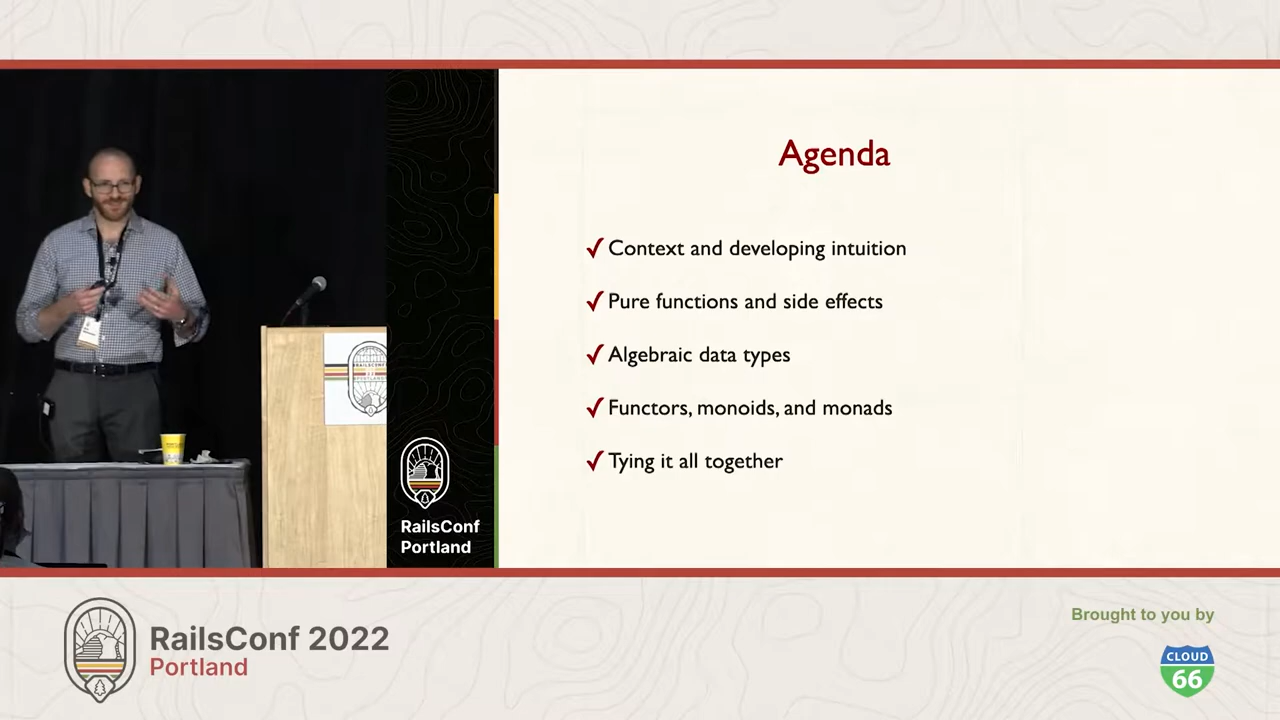 Agenda
✓ Context and developing intuition
✓ Pure functions and side effects
✓ Algebraic data types
✓ Functors, monoids, and monads
✓ Tying it all together
RailsConf
Portland
RailsConf 2022
Portland
Brought to you by
CLOUD
66